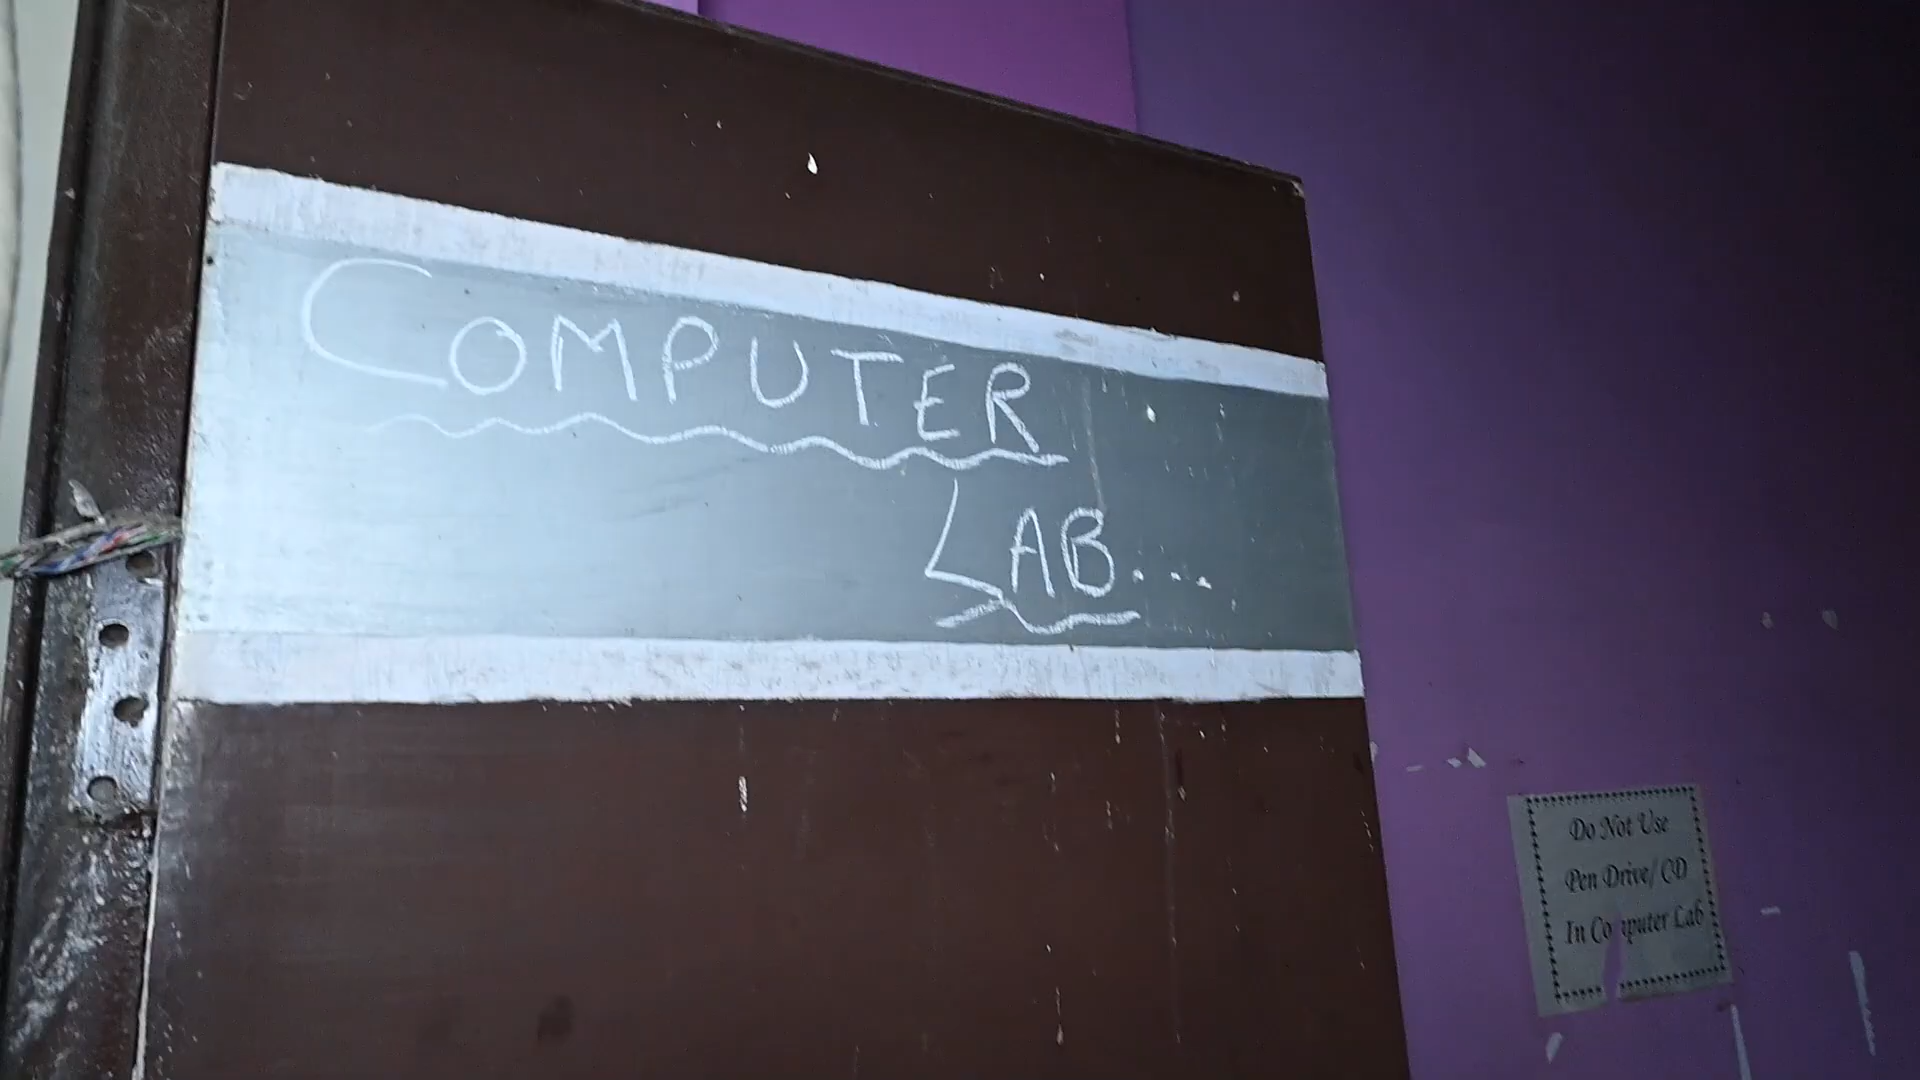 COMPUTER
LAB...
Do Not Use
Pen Drive/CD
In Computer Lab